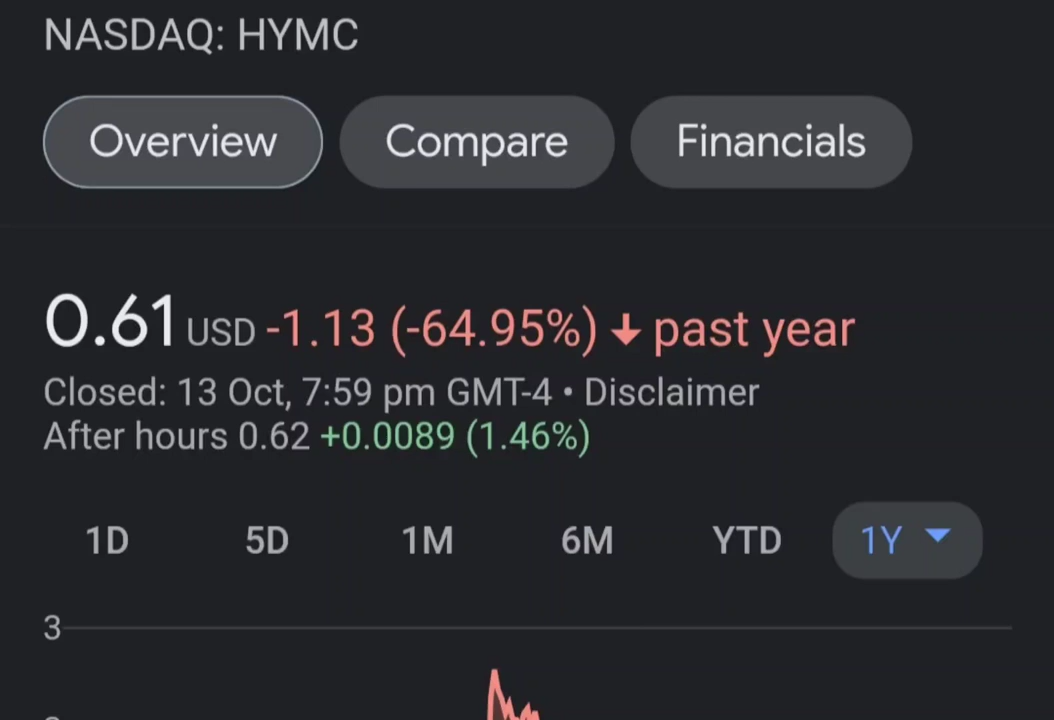 NASDAQ: HYMC
Overview Compare Financials
0.61 USD -1.13 (-64.95%) ↓ past year
Closed: 13 Oct, 7:59 pm GMT-4 • Disclaimer
After hours 0.62 +0.0089 (1.46%)
1D 5D 1M 6M YTD 1Y
3